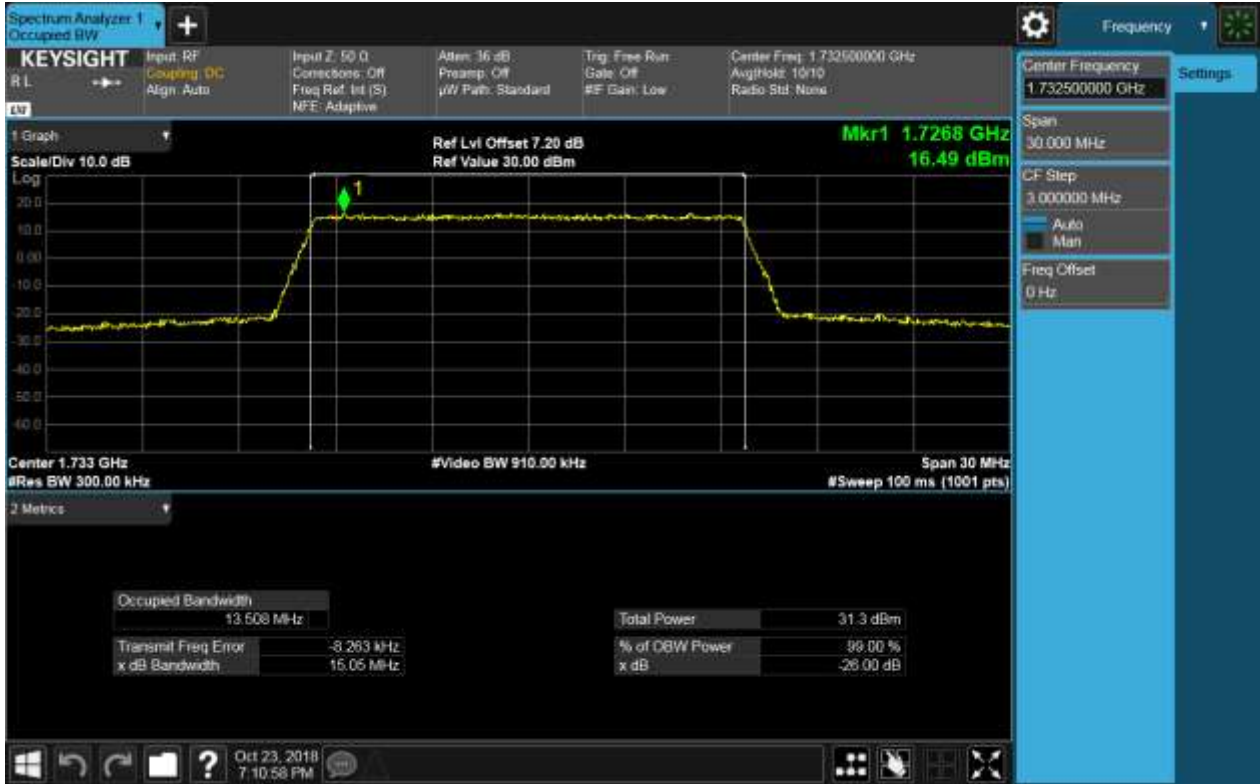 Spectrum Analyzer 1
Occupied BW
+
Frequency
KEYSIGHT
R L
LXI
Input: RF
Coupling: DC
Align: Auto
Input Z: 50 Ω
Corrections: Off
Freq Ref: Int (S)
NFE: Adaptive
Atten: 36 dB
Preamp: Off
µW Path: Standard
Trig: Free Run
Gate: Off
#IF Gain: Low
Center Freq: 1.732500000 GHz
Avg|Hold: 10/10
Radio Std: None
Center Frequency
1.732500000 GHz
Settings
Span
30.000 MHz
CF Step
3.000000 MHz
Auto
Man
Freq Offset
0 Hz
1 Graph
Scale/Div 10.0 dB
Ref Lvl Offset 7.20 dB
Ref Value 30.00 dBm
Mkr1 1.7268 GHz
16.49 dBm
Log
1
20.0
10.0
0.00
-10.0
-20.0
-30.0
-40.0
-50.0
-60.0
Center 1.733 GHz
#Res BW 300.00 kHz
#Video BW 910.00 kHz
Span 30 MHz
#Sweep 100 ms (1001 pts)
2 Metrics
Occupied Bandwidth
13.508 MHz
Transmit Freq Error -8.263 kHz
x dB Bandwidth 15.05 MHz
Total Power 31.3 dBm
% of OBW Power 99.00 %
x dB -26.00 dB
?
Oct 23, 2018
7:10:58 PM